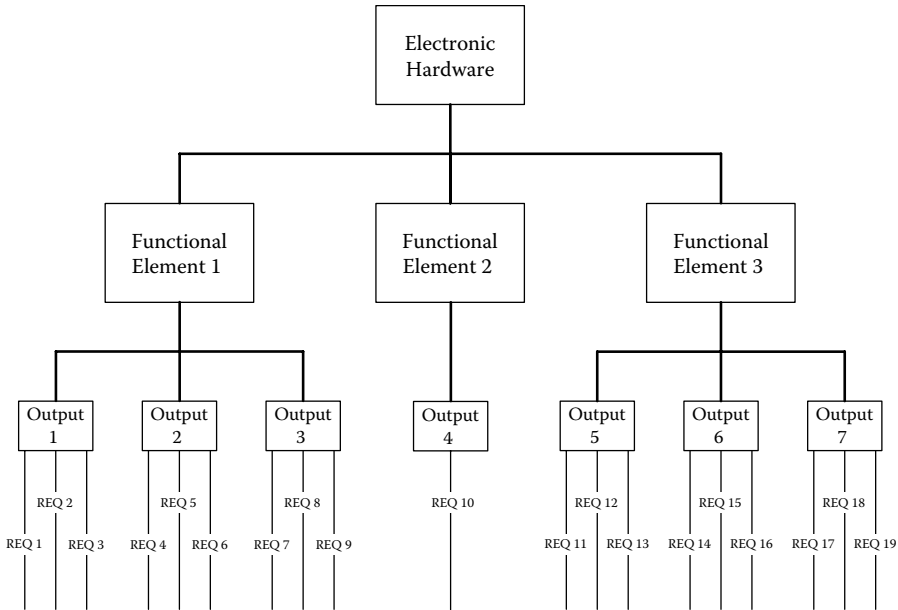 Electronic
Hardware
Functional
Element 1
Functional
Element 2
Functional
Element 3
Output
1
Output
2
Output
3
Output
4
Output
5
Output
6
Output
7
REQ 2
REQ 5
REQ 8
REQ 10
REQ 12
REQ 15
REQ 18
REQ 1
REQ 3
REQ 4
REQ 6
REQ 7
REQ 9
REQ 11
REQ 13
REQ 14
REQ 16
REQ 17
REQ 19